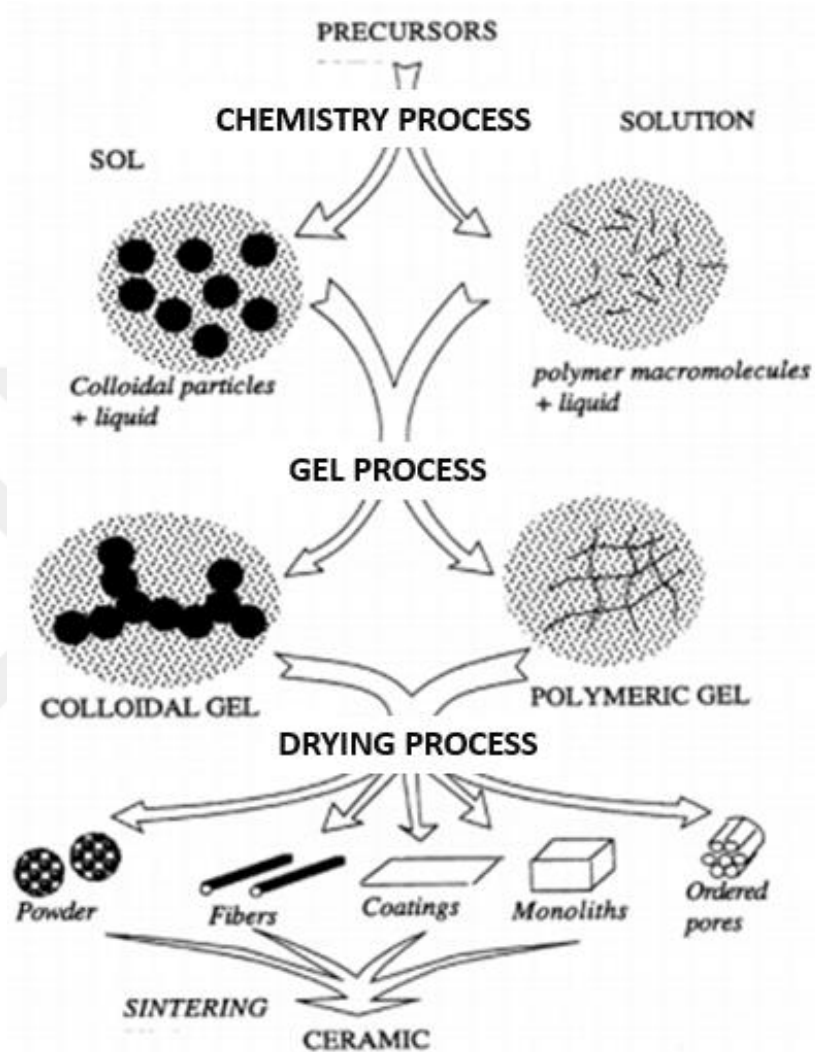 PRECURSORS
CHEMISTRY PROCESS
SOLUTION
SOL
Colloidal particles
+ liquid
polymer macromolecules
+ liquid
GEL PROCESS
COLLOIDAL GEL
POLYMERIC GEL
DRYING PROCESS
Powder
Fibers
Coatings
Monoliths
Ordered
pores
SINTERING
CERAMIC